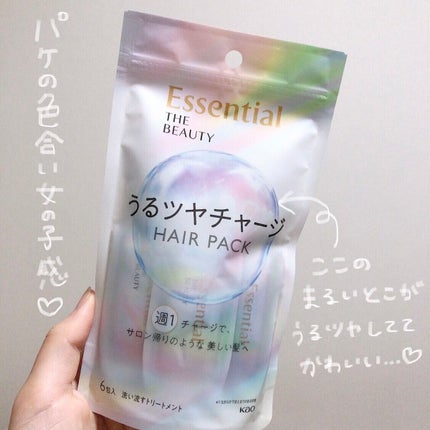 パケの色合い女の子感♡
Essential
THE
BEAUTY
うるツヤチャージ
HAIR PACK
ここの
まるいとこが
うるツヤしてて
かわいい…♡
BEAUTY
Essential
Essential
週1 チャージで、
サロン帰りのような 美しい髪へ
6包入 洗い流すトリートメント
kao